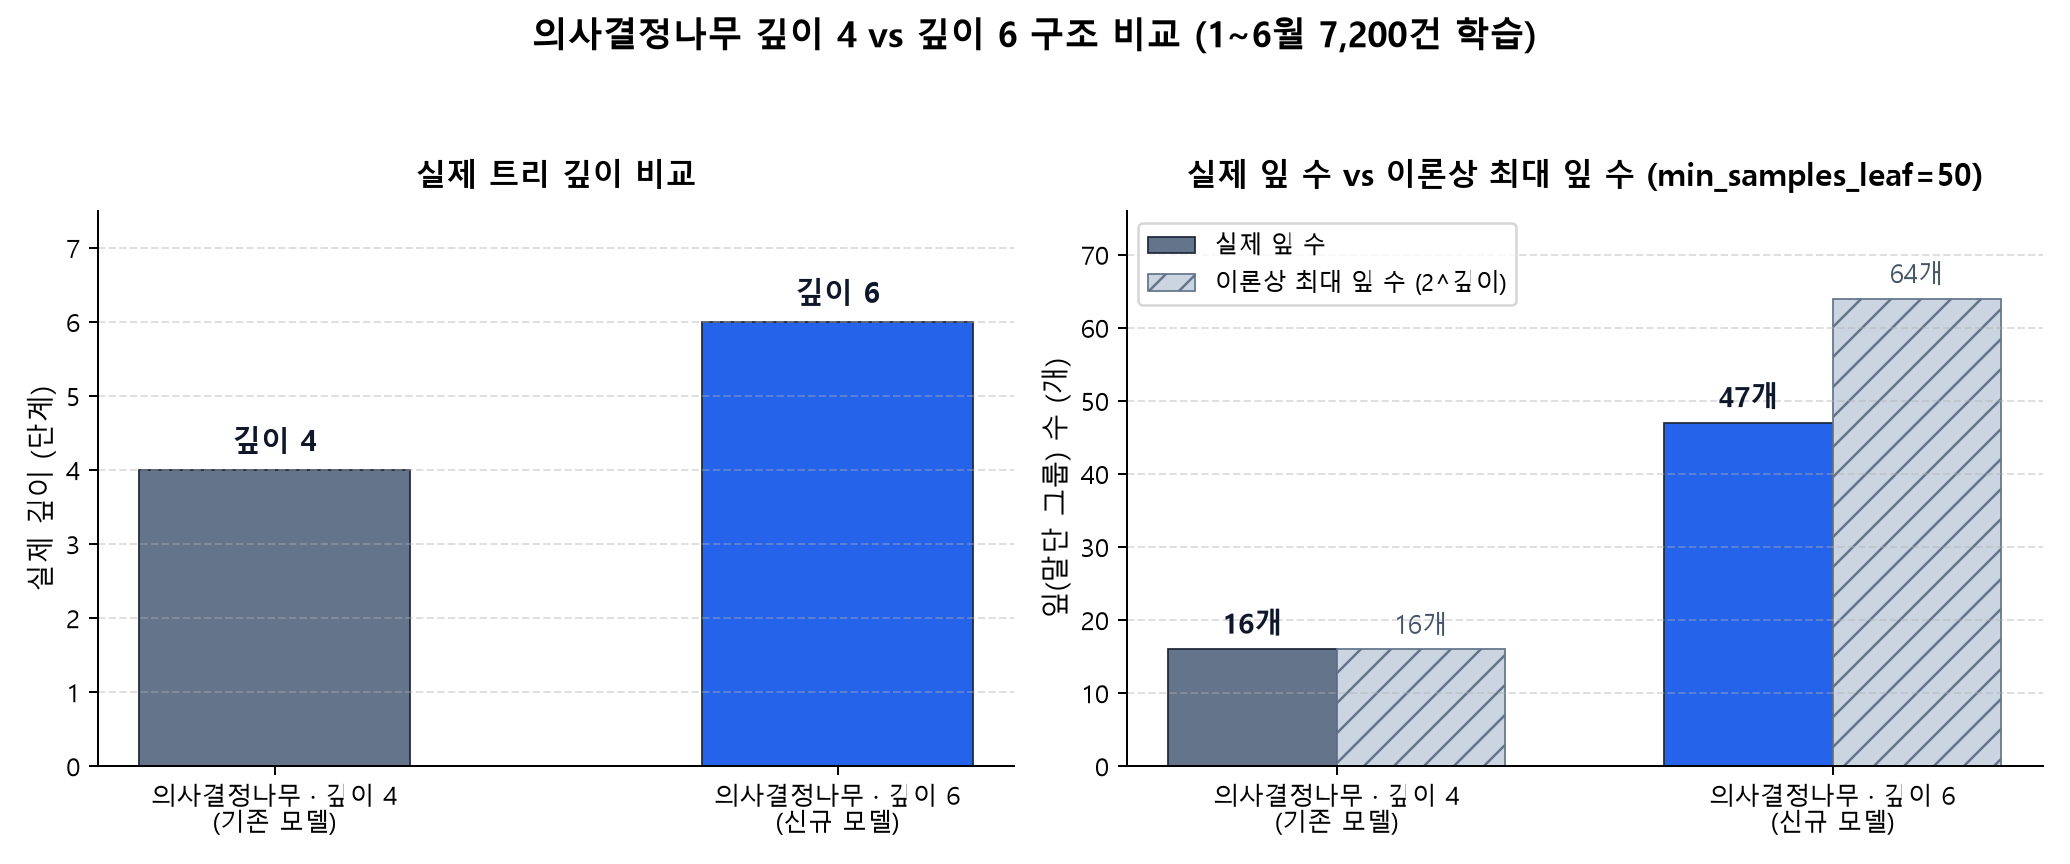 의사결정나무 깊이 4 vs 깊이 6 구조 비교 (1~6월 7,200건 학습)
실제 트리 깊이 비교
실제 깊이 (단계)
7
6
5
4
3
2
1
0
깊이 4
깊이 6
의사결정나무 · 깊이 4
(기존 모델)
의사결정나무 · 깊이 6
(신규 모델)
실제 잎 수 vs 이론상 최대 잎 수 (min_samples_leaf=50)
잎(말단 그룹) 수 (개)
70
60
50
40
30
20
10
0
실제 잎 수
이론상 최대 잎 수 (2^깊이)
16개
16개
47개
64개
의사결정나무 · 깊이 4
(기존 모델)
의사결정나무 · 깊이 6
(신규 모델)